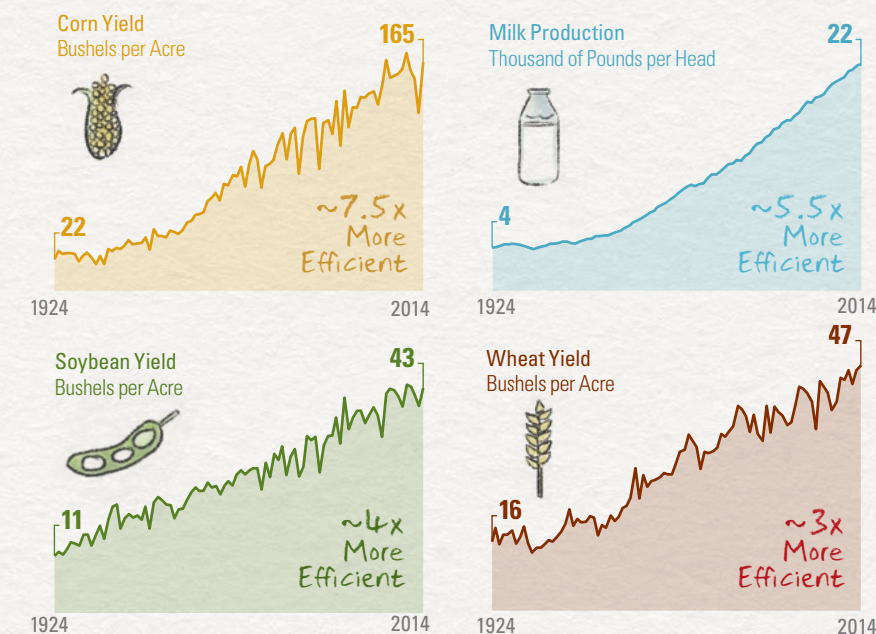 Corn Yield
Bushels per Acre
165
22
~7.5x
More
Efficient
1924
2014
Milk Production
Thousand of Pounds per Head
22
4
~5.5x
More
Efficient
1924
2014
Soybean Yield
Bushels per Acre
43
11
~4x
More
Efficient
1924
2014
Wheat Yield
Bushels per Acre
47
16
~3x
More
Efficient
1924
2014